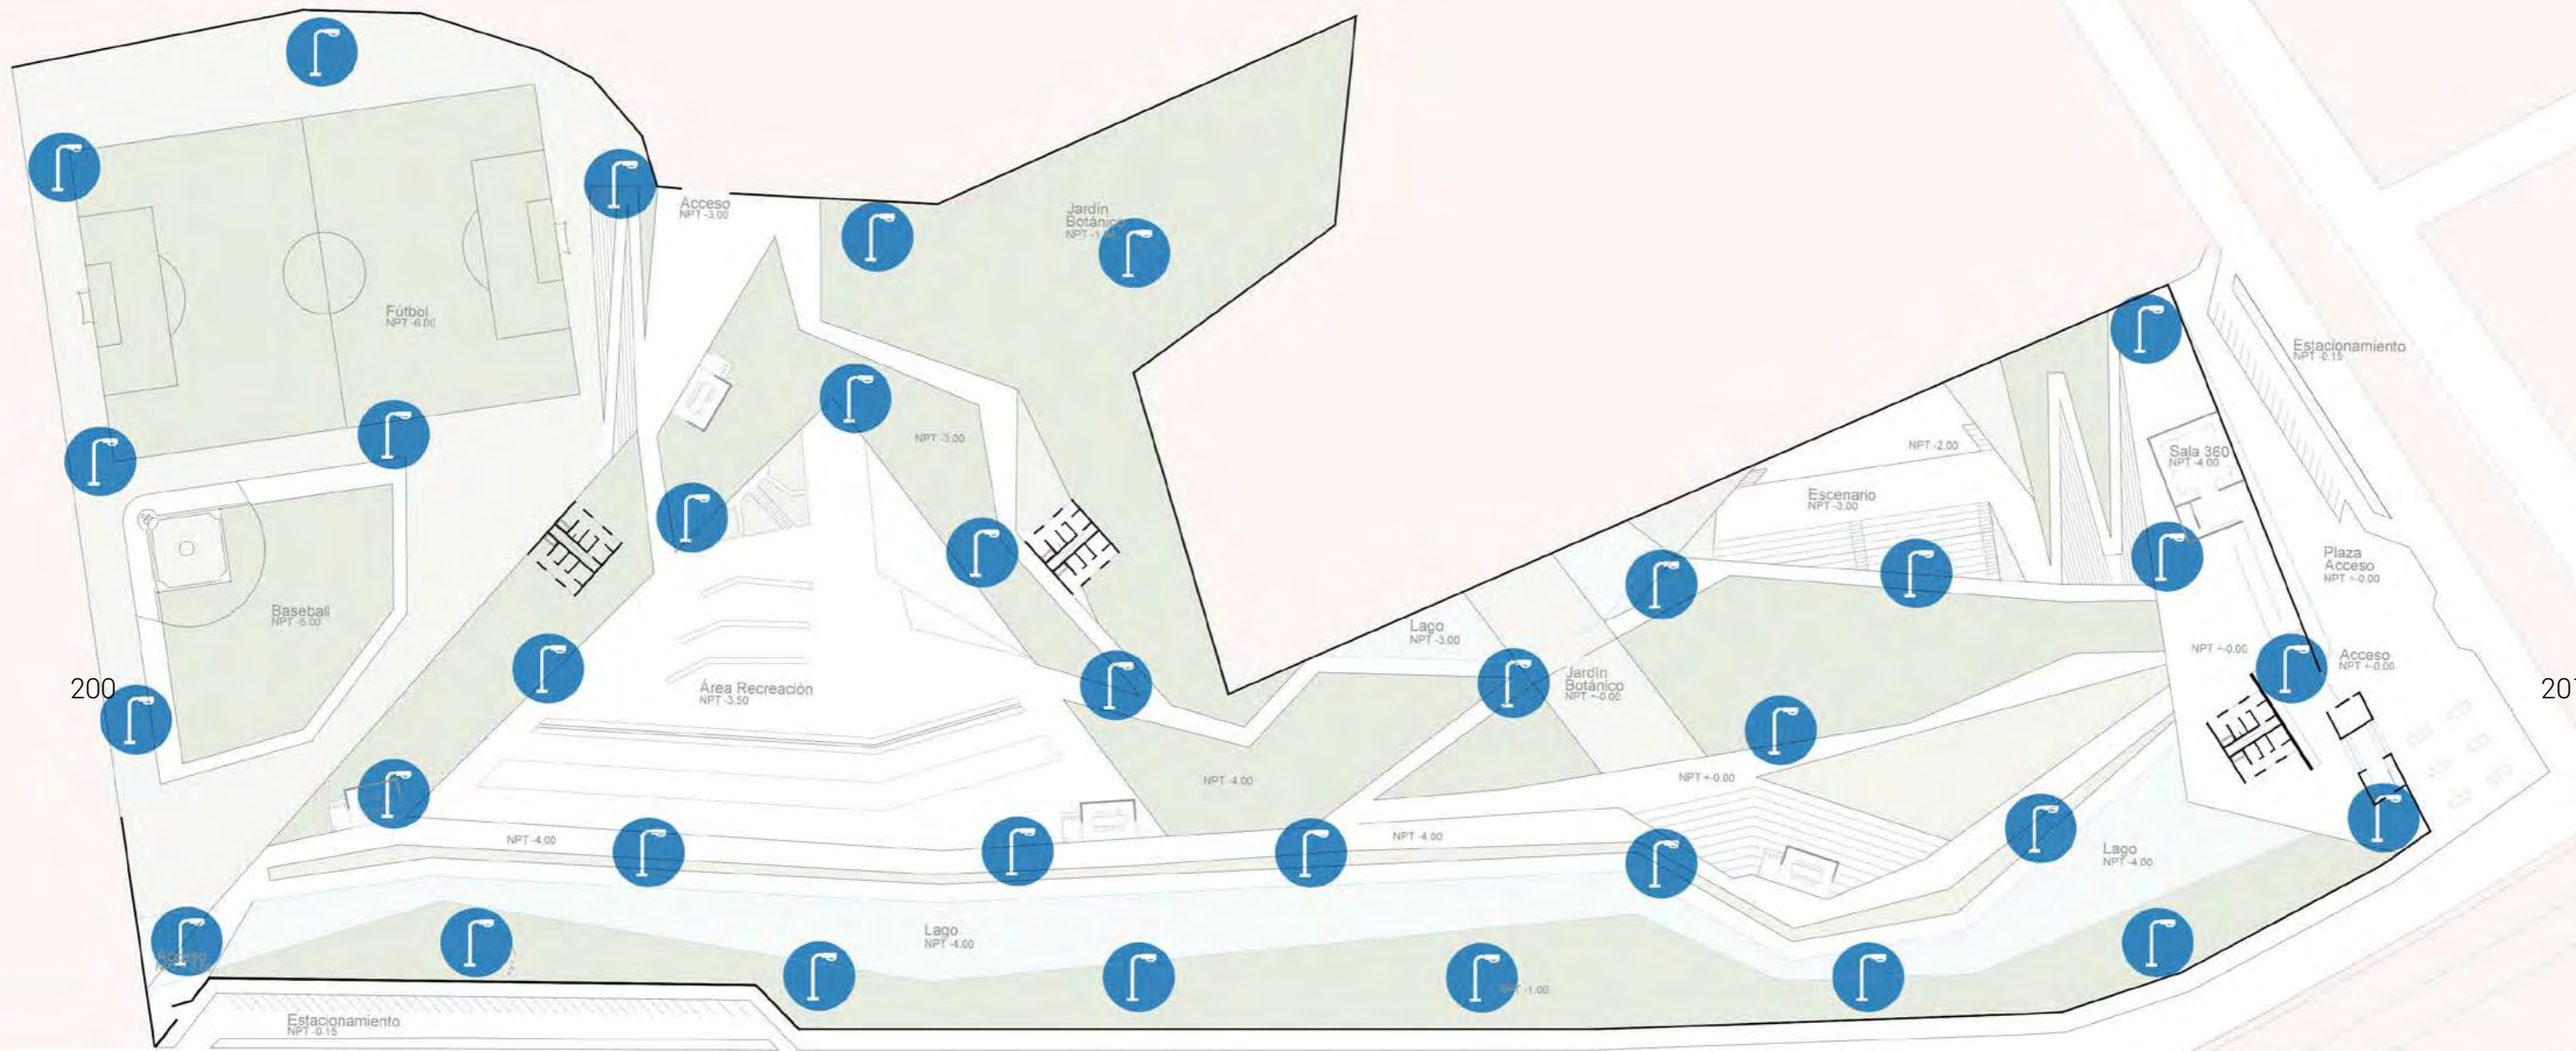 Acceso
NPT -3.00
Jardín
Botánico
Fútbol
NPT -6.00
Estacionamiento
NPT -0.15
NPT -3.00
NPT -2.00
Sala 360
NPT -4.00
Escenario
NPT -3.00
Plaza
Acceso
NPT +-0.00
Baseball
NPT -6.00
Lago
NPT -3.00
NPT +-0.00
Acceso
NPT +-0.00
Jardín
Botánico
NPT +-0.00
200
Área Recreación
NPT -3.50
201
NPT -4.00
NPT +-0.00
NPT -4.00
NPT -4.00
Lago
NPT -4.00
Lago
NPT -4.00
Acceso
NPT -1.00
Estacionamiento
NPT -0.15